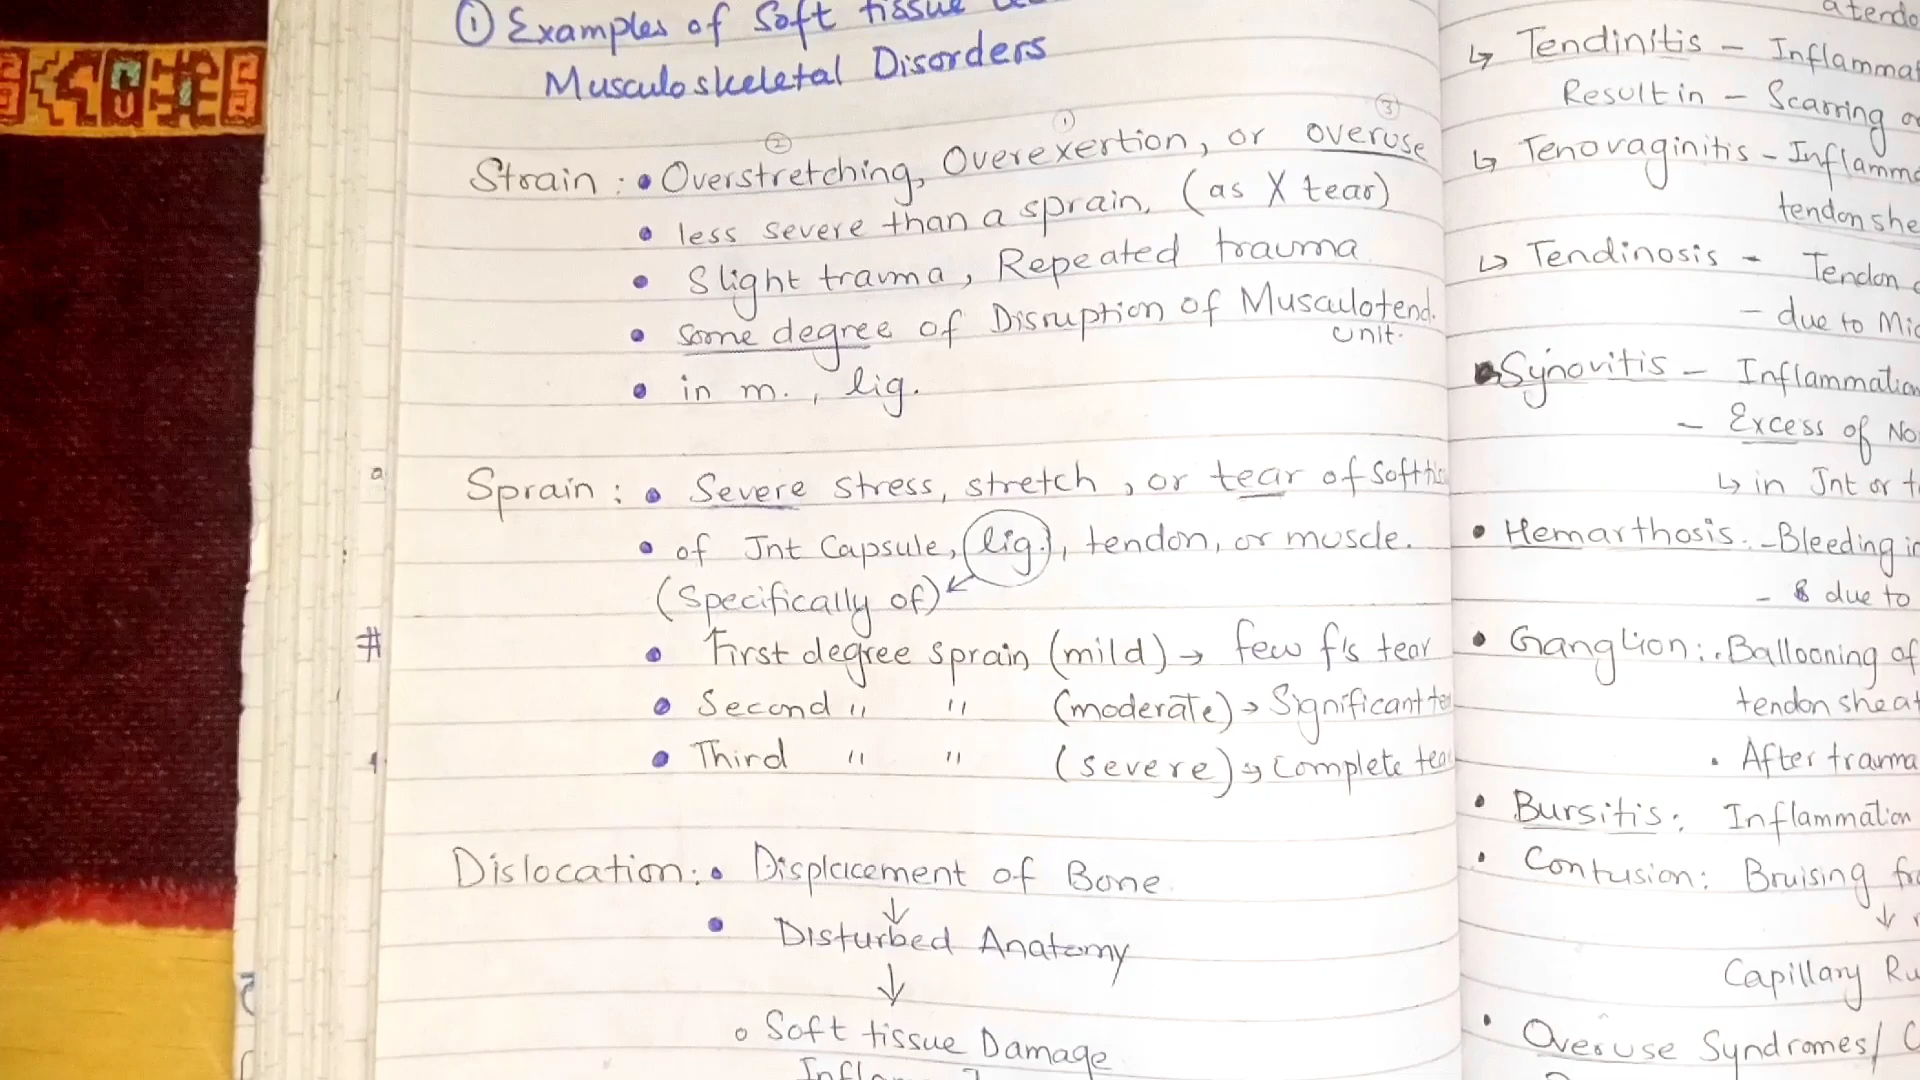 ① Examples of Soft tissue
Musculoskeletal Disorders
② ① ③
Strain : • Overstretching, Overexertion, or overuse
• less severe than a sprain, (as X tear)
• Slight trauma, Repeated trauma
• some degree of Disruption of Musculotend.
unit.
• in m. , lig.
Sprain : • Severe stress, stretch, or tear of Soft
• of Jnt Capsule, lig., tendon, or muscle.
(Specifically of)
# • First degree sprain (mild) → few f's tear
• Second " " (moderate) → Significant
• Third " " (severe) → Complete
Dislocation : • Displacement of Bone
↓
• Disturbed Anatomy
↓
◦ Soft tissue Damage
↳ Tendinitis –
Result in – Scarring
↳ Tenovaginitis –
tendon
↳ Tendinosis – Tendon
– due to
• Synovitis –
– Excess of
↳ in Jnt or
• Hemarthosis. – Bleeding
– due to
• Ganglion : . Ballooning of
tendon
. After trauma
• Bursitis : Inflammation
• Contusion : Bruising
↓
Capillary
• Overuse Syndromes/